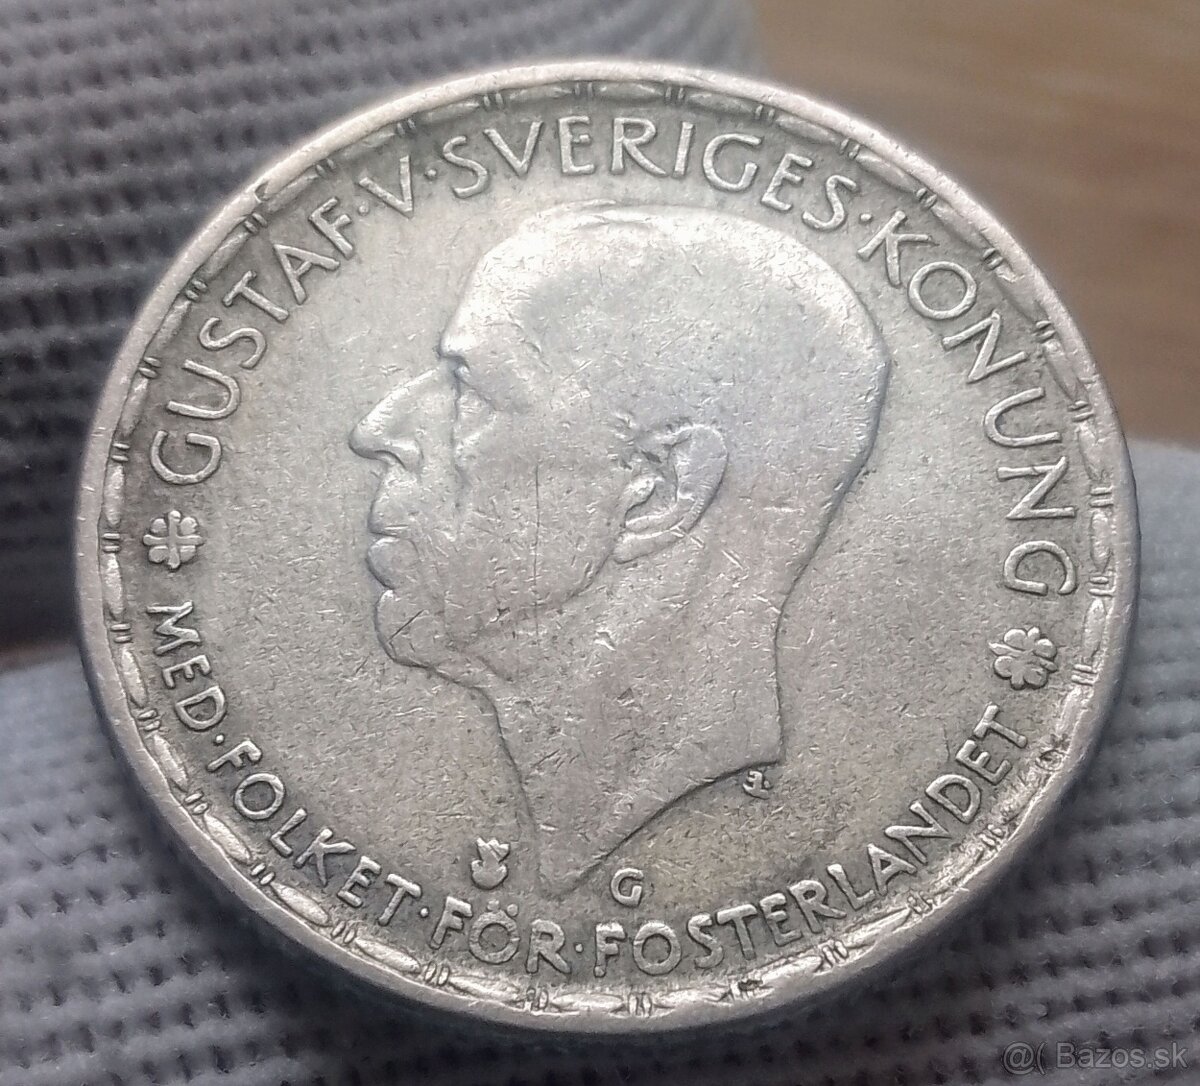 GUSTAF·V·SVERIGES·KONUNG
MED·FOLKET·FÖR·FOSTERLANDET
G
@( Bazos.sk